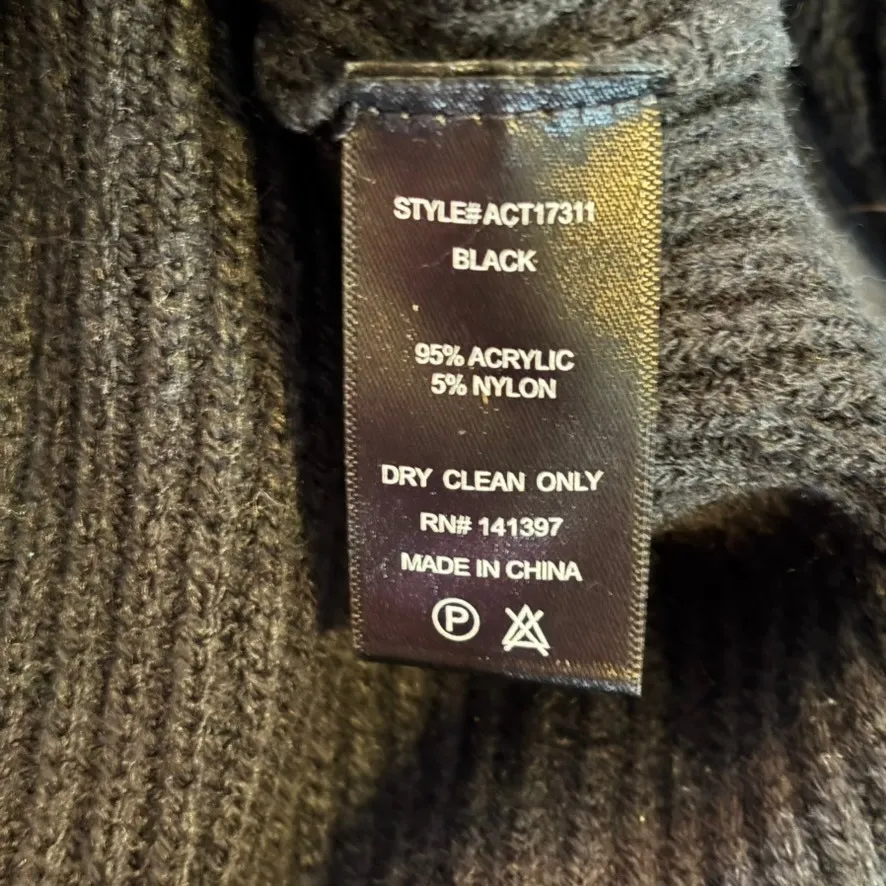 STYLE#ACT17311
BLACK
95% ACRYLIC
5% NYLON
DRY CLEAN ONLY
RN# 141397
MADE IN CHINA
P